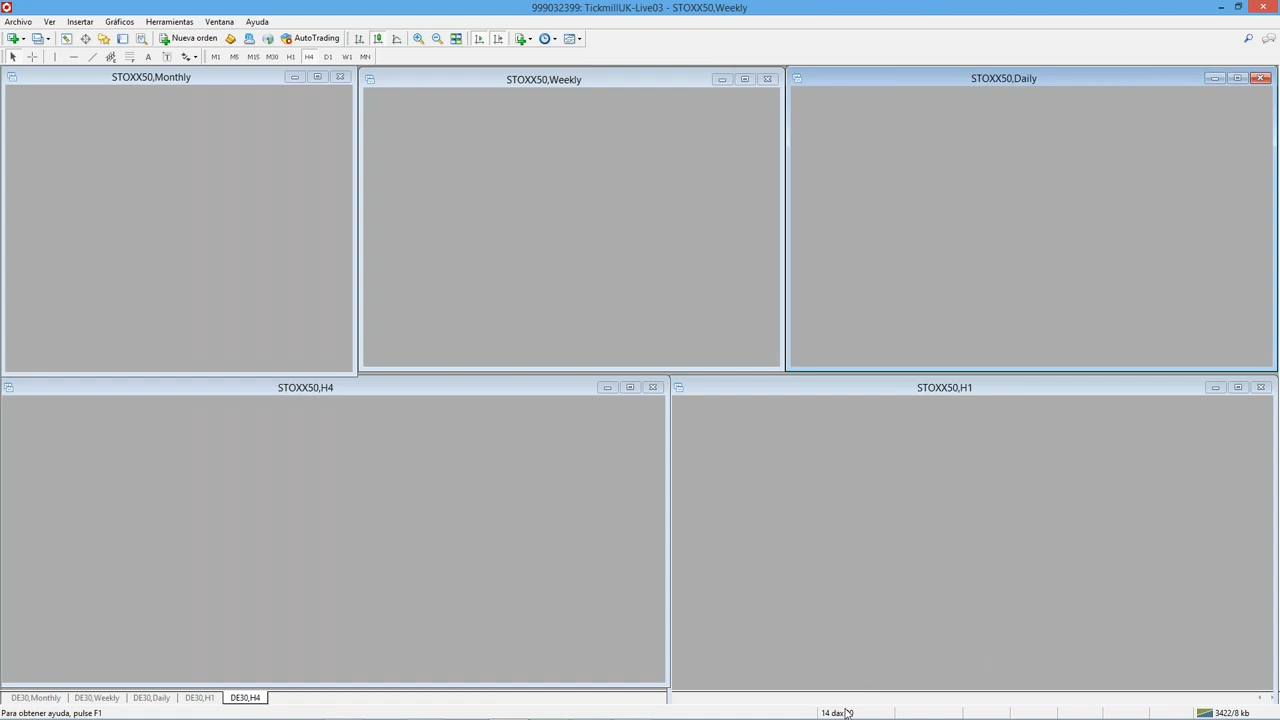 999032399: TickmillUK-Live03 - STOXX50,Weekly
Archivo Ver Insertar Gráficos Herramientas Ventana Ayuda
Nueva orden AutoTrading
A T M1 M5 M15 M30 H1 H4 D1 W1 MN
STOXX50,Monthly STOXX50,Weekly STOXX50,Daily
STOXX50,H4 STOXX50,H1
DE30,Monthly DE30,Weekly DE30,Daily DE30,H1 DE30,H4
Para obtener ayuda, pulse F1 14 dax 3422/8 kb